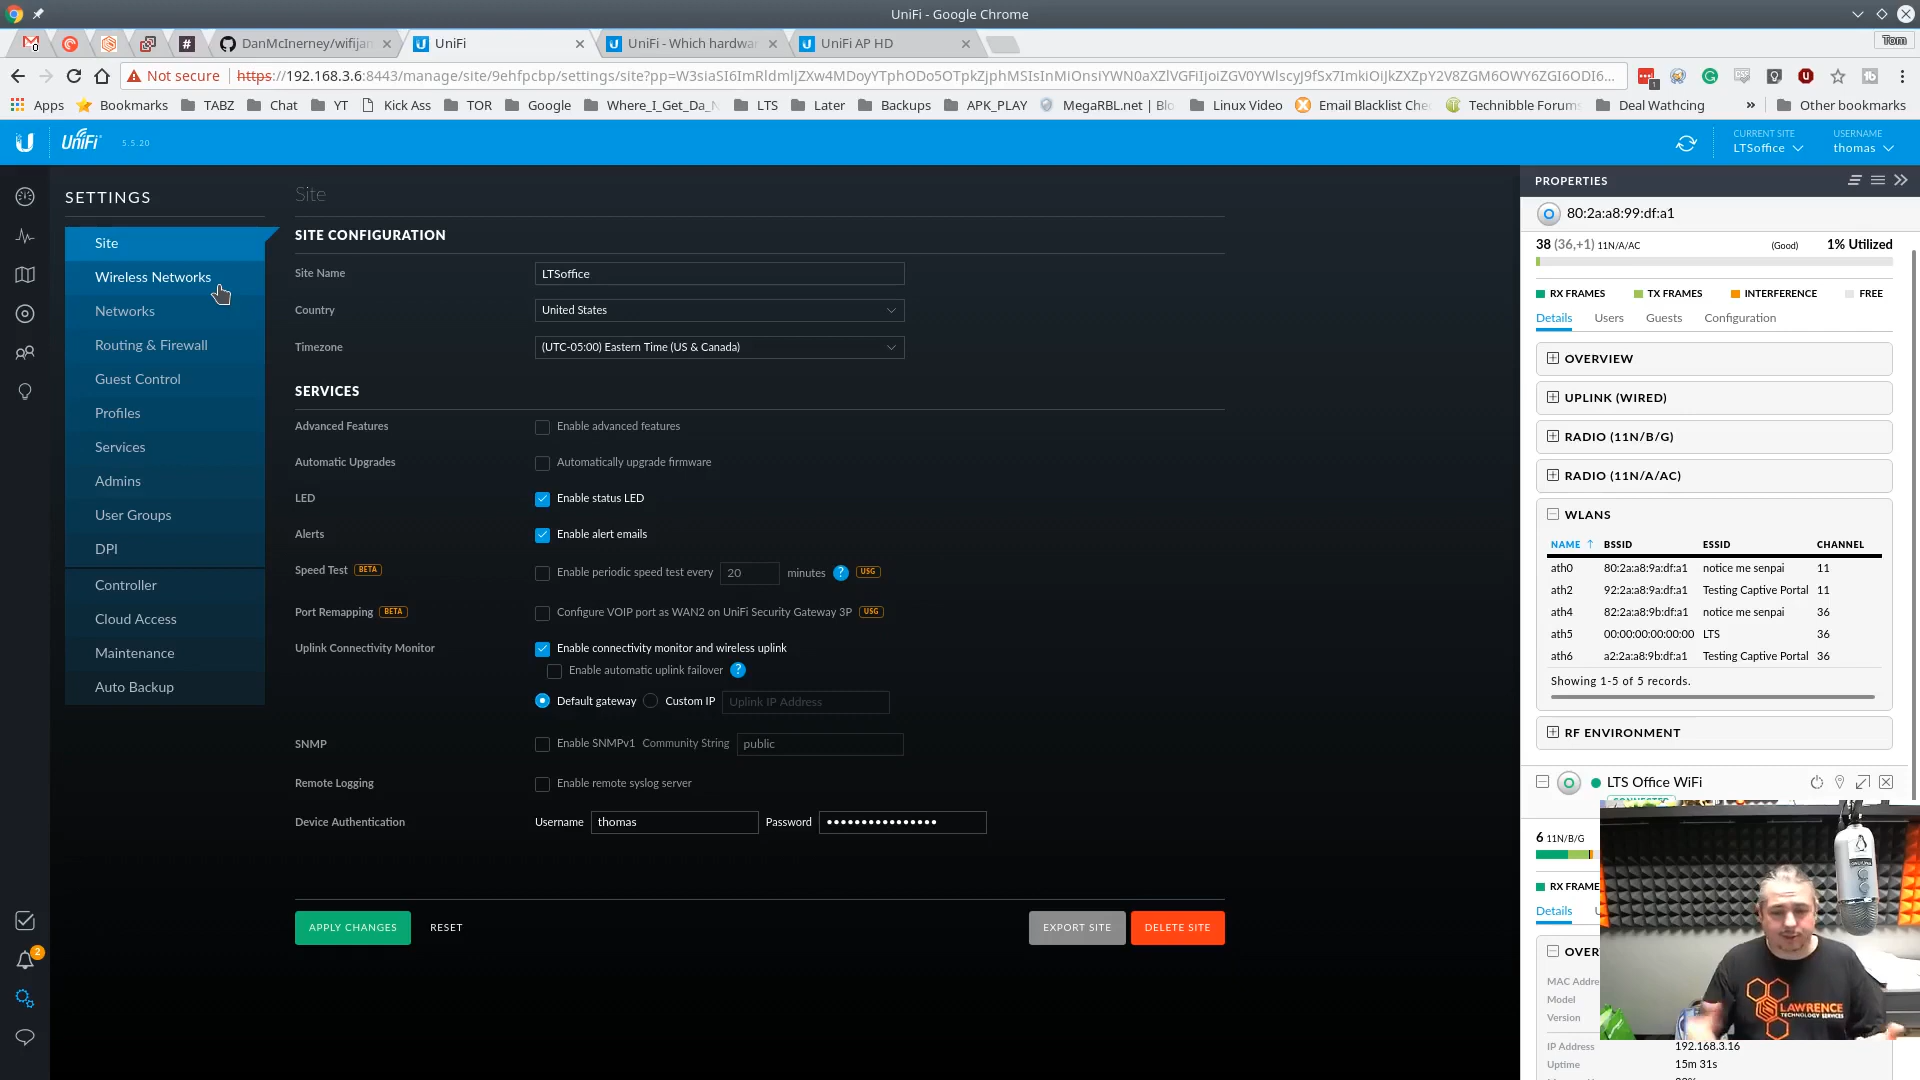 UniFi - Google Chrome
0
DanMcInerney/wifijan
UniFi
UniFi - Which hardwar
UniFi AP HD
Tom
Not secure
https://192.168.3.6:8443/manage/site/9ehfpcbp/settings/site?pp=
1
Apps
Bookmarks
TABZ
Chat
YT
Kick Ass
TOR
Google
Where_I_Get_Da_N
LTS
Later
Backups
APK_PLAY
MegaRBL.net | Blo
Linux Video
Email Blacklist Che
Technibble Forums
Deal Wathcing
»
Other bookmarks
U
UniFi
5.5.20
CURRENT SITE
LTSoffice
USERNAME
thomas
SETTINGS
Site
Wireless Networks
Networks
Routing & Firewall
Guest Control
Profiles
Services
Admins
User Groups
DPI
Controller
Cloud Access
Maintenance
Auto Backup
2
Site
SITE CONFIGURATION
Site Name LTSoffice
Country United States
Timezone (UTC-05:00) Eastern Time (US & Canada)
SERVICES
Advanced Features Enable advanced features
Automatic Upgrades Automatically upgrade firmware
LED Enable status LED
Alerts Enable alert emails
Speed Test BETA Enable periodic speed test every 20 minutes ? USG
Port Remapping BETA Configure VOIP port as WAN2 on UniFi Security Gateway 3P USG
Uplink Connectivity Monitor Enable connectivity monitor and wireless uplink
Enable automatic uplink failover ?
Default gateway Custom IP Uplink IP Address
SNMP Enable SNMPv1 Community String public
Remote Logging Enable remote syslog server
Device Authentication Username thomas Password ••••••••••••••••
APPLY CHANGES
RESET
EXPORT SITE
DELETE SITE
PROPERTIES
80:2a:a8:99:df:a1
38 (36,+1) 11N/A/AC (Good) 1% Utilized
RX FRAMES TX FRAMES INTERFERENCE FREE
Details Users Guests Configuration
OVERVIEW
UPLINK (WIRED)
RADIO (11N/B/G)
RADIO (11N/A/AC)
WLANS
NAME ↑ BSSID ESSID CHANNEL
ath0 80:2a:a8:9a:df:a1 notice me senpai 11
ath2 92:2a:a8:9a:df:a1 Testing Captive Portal 11
ath4 82:2a:a8:9b:df:a1 notice me senpai 36
ath5 00:00:00:00:00:00 LTS 36
ath6 a2:2a:a8:9b:df:a1 Testing Captive Portal 36
Showing 1-5 of 5 records.
RF ENVIRONMENT
LTS Office WiFi
6 11N/B/G
RX FRAME
Details
OVER
MAC Addre
Model
Version
IP Address 192.168.3.16
Uptime 15m 31s
LAWRENCE
TECHNOLOGY SERVICES